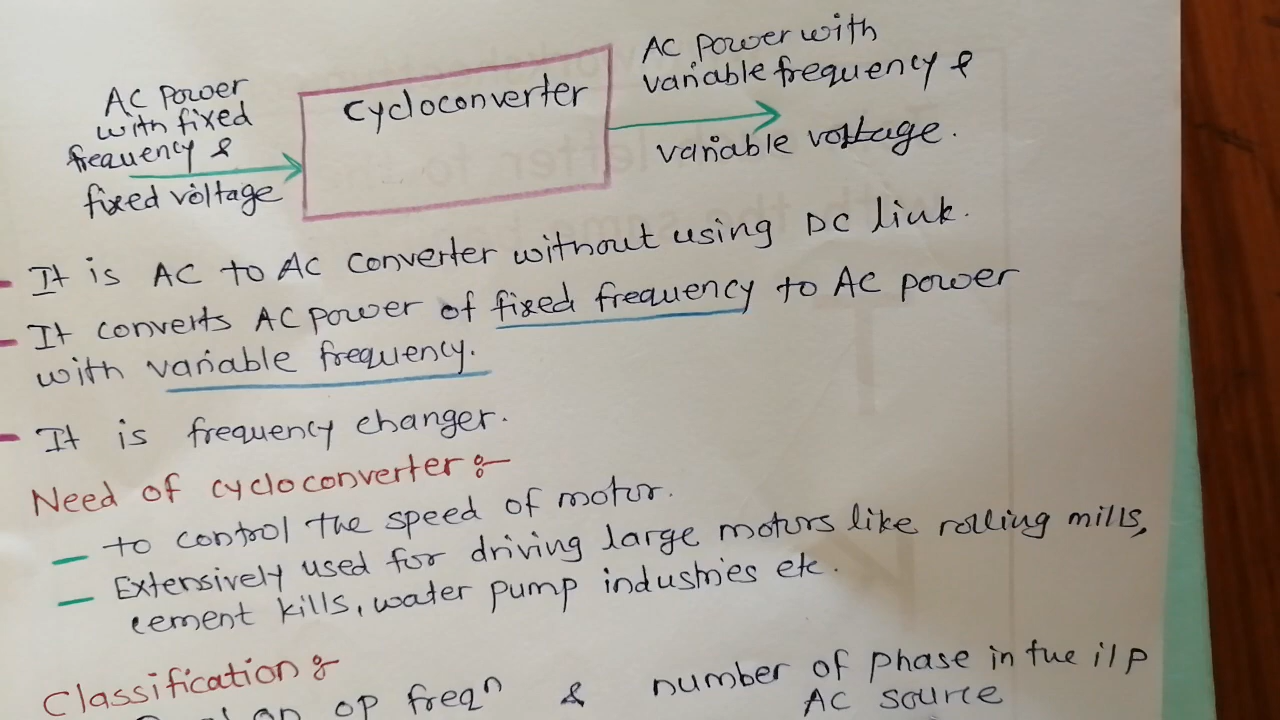 AC Power
with fixed
frequency &
fixed voltage
Cycloconverter
AC Power with
variable frequency &
variable voltage.
It is AC to AC converter without using DC link.
It converts AC power of fixed frequency to AC power
with variable frequency.
It is frequency changer.
Need of cycloconverter :-
to control the speed of motor.
Extensively used for driving large motors like rolling mills,
cement kills, water pump industries etc.
Classification :-
on op freqn & number of phase in the i/p
AC source